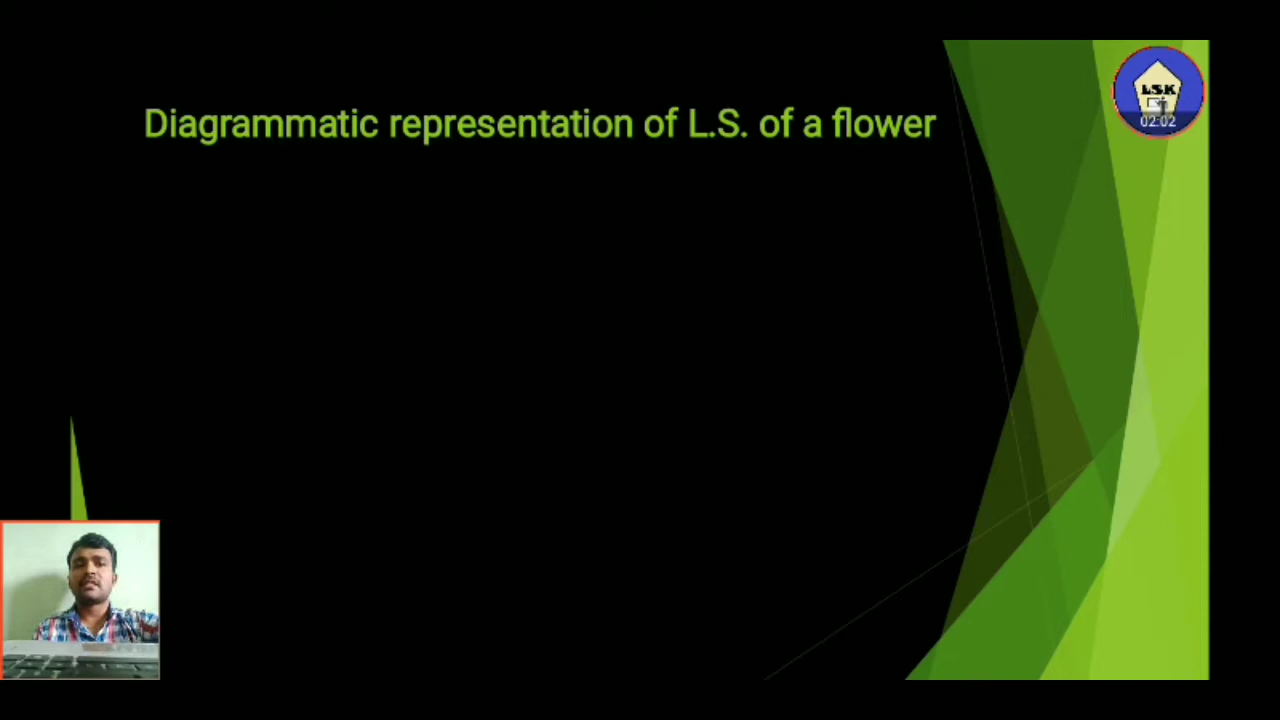 Diagrammatic representation of L.S. of a flower
LSK
02:02